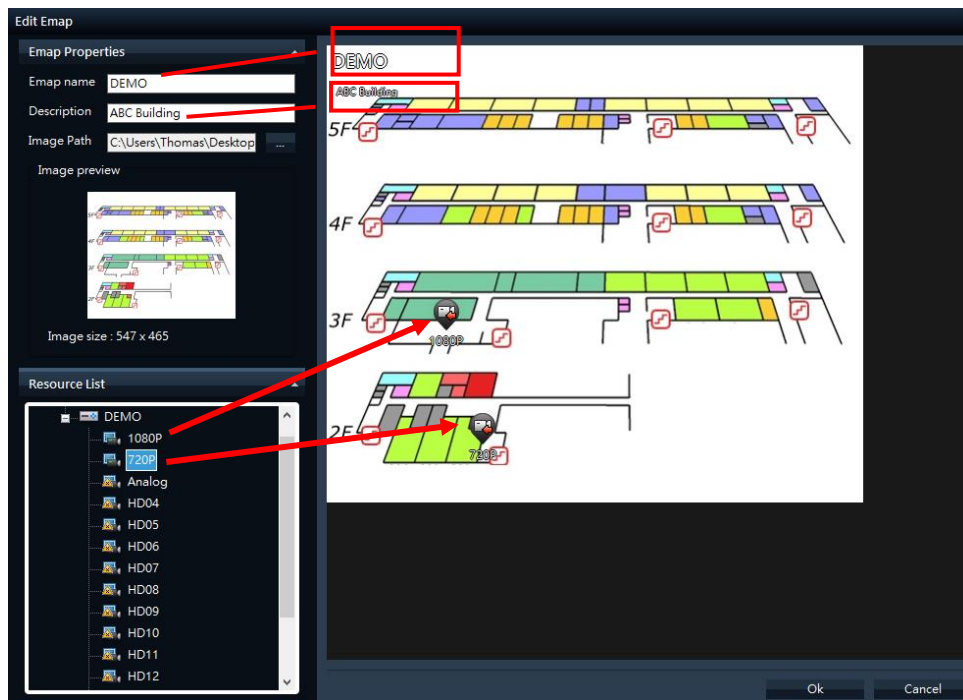 Edit Emap
Emap Properties
Emap name DEMO
Description ABC Building
Image Path C:\Users\Thomas\Desktop ...
Image preview
Image size : 547 x 465
Resource List
DEMO
1080P
720P
Analog
HD04
HD05
HD06
HD07
HD08
HD09
HD10
HD11
HD12
DEMO
ABC Building
5F
4F
3F
1080P
2F
720P
Ok Cancel